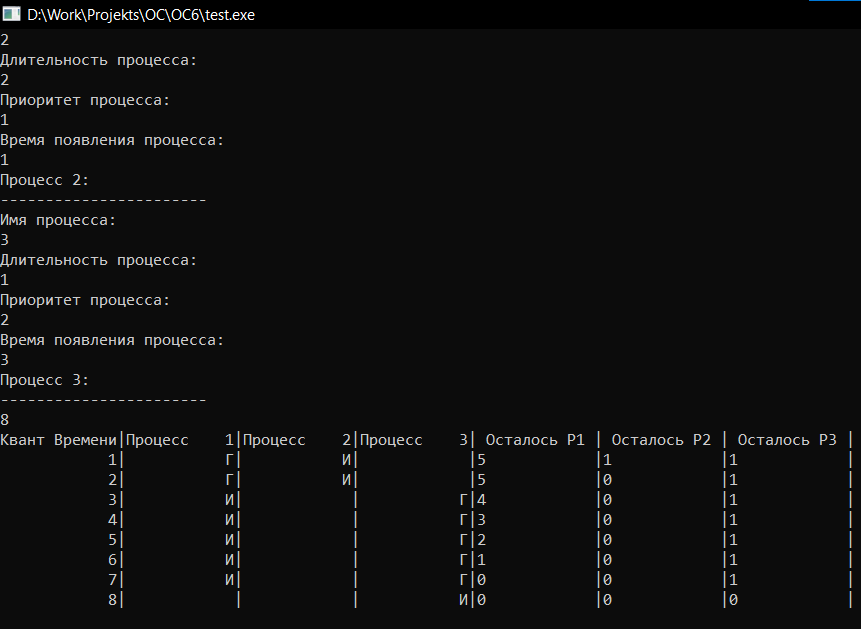 D:\Work\Projekts\OC\OC6\test.exe
2
Длительность процесса:
2
Приоритет процесса:
1
Время появления процесса:
1
Процесс 2:
-----------------------
Имя процесса:
3
Длительность процесса:
1
Приоритет процесса:
2
Время появления процесса:
3
Процесс 3:
-----------------------
8
Квант Времени|Процесс    1|Процесс    2|Процесс    3| Осталось P1 | Осталось P2 | Осталось P3 |
            1|           Г|           И|            |5            |1            |1            |
            2|           Г|           И|            |5            |0            |1            |
            3|           И|            |           Г|4            |0            |1            |
            4|           И|            |           Г|3            |0            |1            |
            5|           И|            |           Г|2            |0            |1            |
            6|           И|            |           Г|1            |0            |1            |
            7|           И|            |           Г|0            |0            |1            |
            8|            |            |           И|0            |0            |0            |